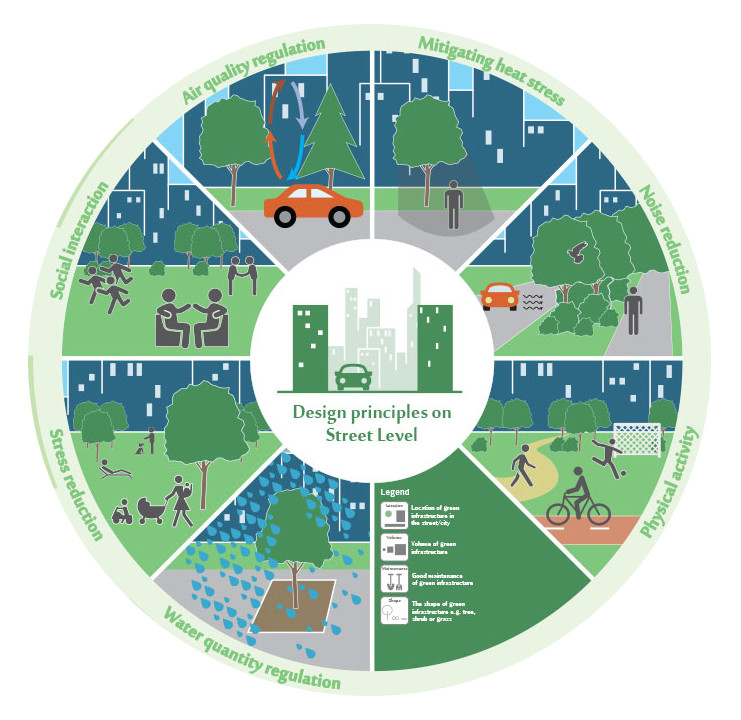 Air quality regulation
Mitigating heat stress
Noise reduction
Physical activity
Water quantity regulation
Stress reduction
Social interaction
Design principles on
Street Level
Legend
Location
Location of green
infrastructure in
the street/city
Volume
Volume of green
infrastructure
Maintenance
Good maintenance
of green infrastructure
Shape
The shape of green
infrastructure e.g. tree,
shrub or grass